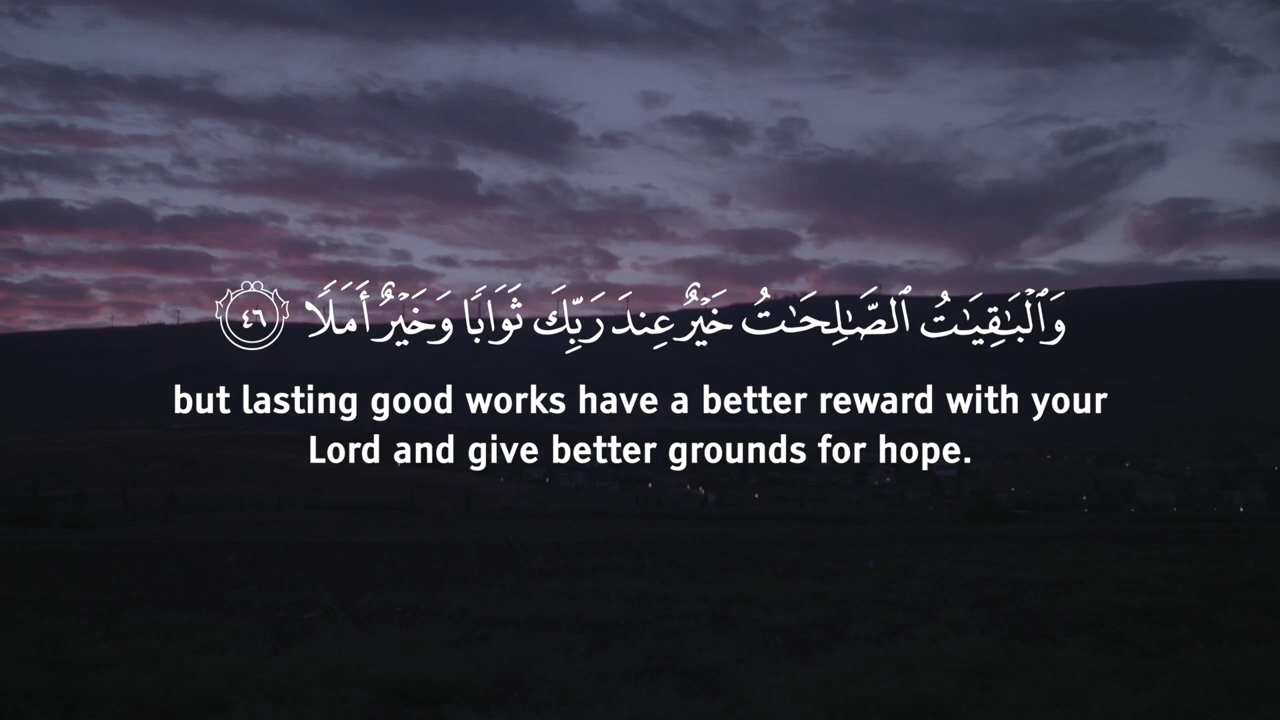 وَٱلْبَـٰقِيَـٰتُ ٱلصَّـٰلِحَـٰتُ خَيْرٌ عِندَ رَبِّكَ ثَوَابًا وَخَيْرٌ أَمَلًا ٤٦
but lasting good works have a better reward with your
Lord and give better grounds for hope.